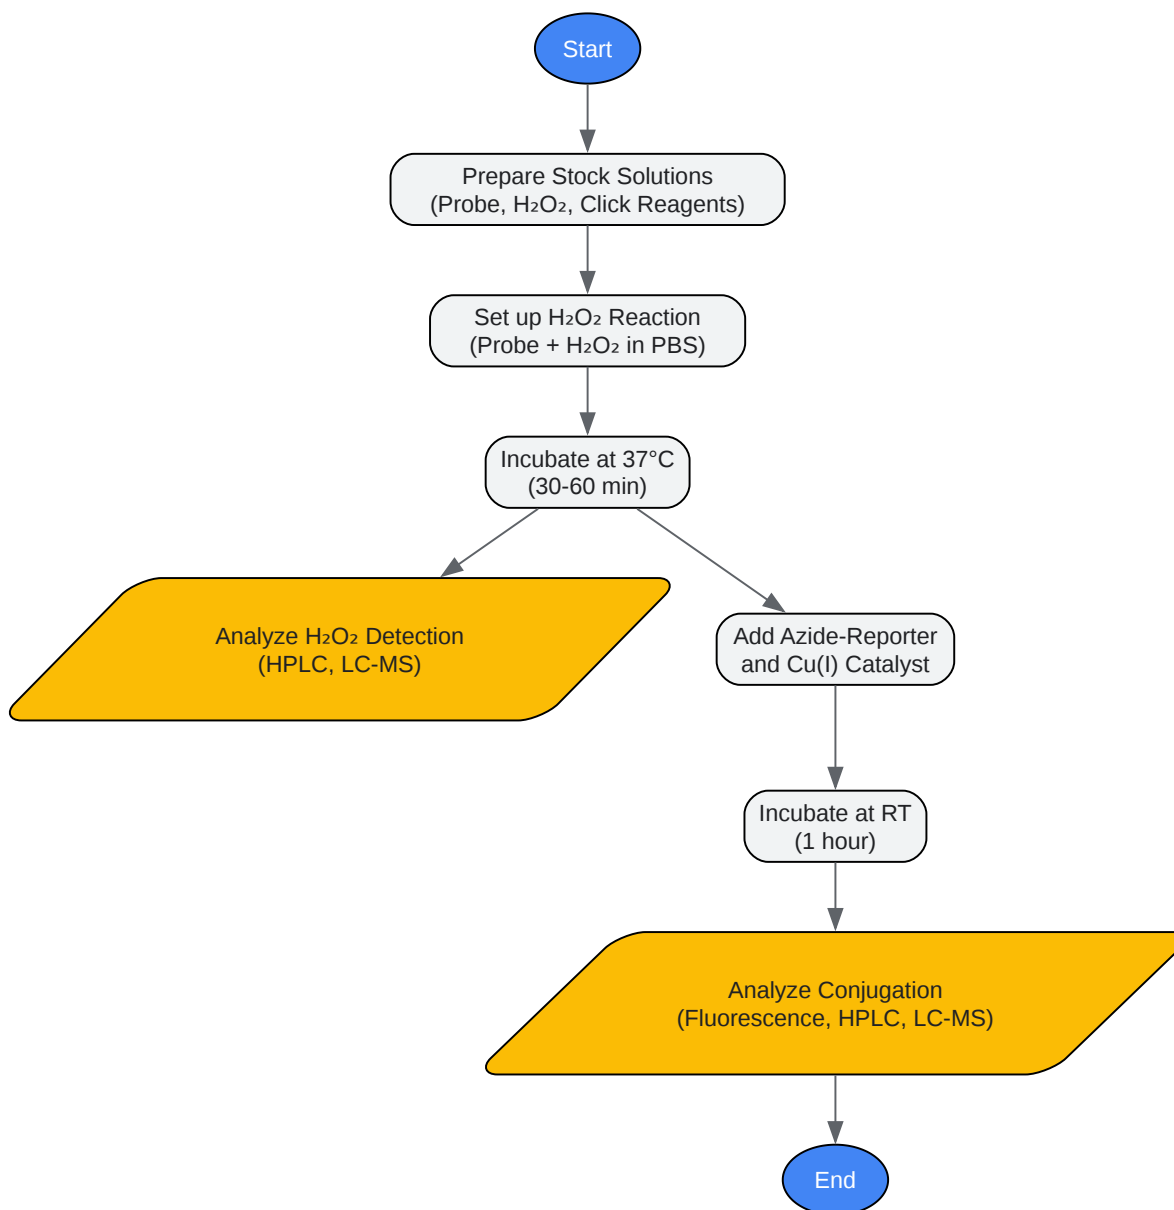 Start
Prepare Stock Solutions
(Probe, H₂O₂, Click Reagents)
Set up H₂O₂ Reaction
(Probe + H₂O₂ in PBS)
Incubate at 37°C
(30-60 min)
Analyze H₂O₂ Detection
(HPLC, LC-MS)
Add Azide-Reporter
and Cu(I) Catalyst
Incubate at RT
(1 hour)
Analyze Conjugation
(Fluorescence, HPLC, LC-MS)
End